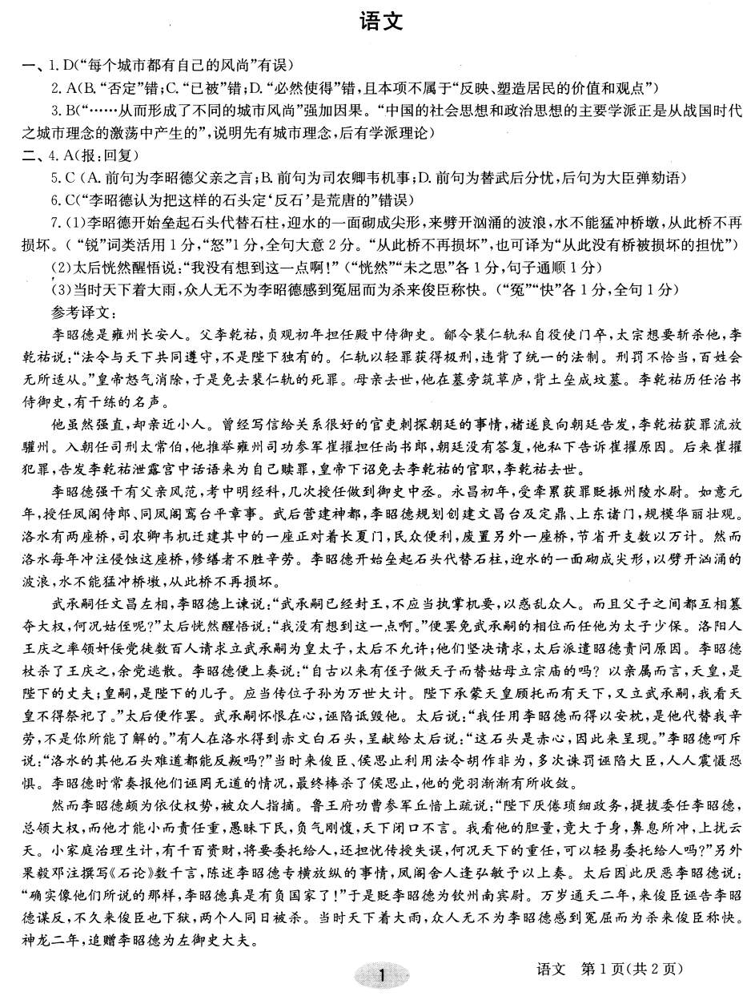 语文
一、1. D(“每个城市都有自己的风尚”有误)
2. A(B. “否定”错;C. “已被”错;D. “必然使得”错,且本项不属于“反映、塑造居民的价值和观点”)
3. B(“……从而形成了不同的城市风尚”强加因果。“中国的社会思想和政治思想的主要学派正是从战国时代
之城市理念的激荡中产生的”,说明先有城市理念,后有学派理论)
二、4. A(报:回复)
5. C (A. 前句为李昭德父亲之言;B. 前句为司农卿韦机事;D. 前句为替武后分忧,后句为大臣弹劾语)
6. C(“李昭德认为把这样的石头定‘反石’是荒唐的”错误)
7. (1)李昭德开始垒起石头代替石柱,迎水的一面砌成尖形,来劈开汹涌的波浪,水不能猛冲桥墩,从此桥不再
损坏。( “锐”词类活用1分,“怒”1分,全句大意2分。“从此桥不再损坏”,也可译为“从此没有桥被损坏的担忧”)
(2)太后恍然醒悟说:“我没有想到这一点啊!”(“恍然”“未之思”各1分,句子通顺1分)
(3)当时天下着大雨,众人无不为李昭德感到冤屈而为杀来俊臣称快。(“冤”“快”各1分,全句1分)
参考译文:
李昭德是雍州长安人。父李乾祐,贞观初年担任殿中侍御史。鄃令裴仁轨私自役使门卒,太宗想要斩杀他,李
乾祐说:“法令与天下共同遵守,不是陛下独有的。仁轨以轻罪获得极刑,违背了统一的法制。刑罚不恰当,百姓会
无所适从。”皇帝怒气消除,于是免去裴仁轨的死罪。母亲去世,他在墓旁筑草庐,背土垒成坟墓。李乾祐历任治书
侍御史,有干练的名声。
他虽然强直,却亲近小人。曾经写信给关系很好的官吏刺探朝廷的事情,褚遂良向朝廷告发,李乾祐获罪流放
驩州。入朝任司刑太常伯,他推举雍州司功参军崔擢担任尚书郎,朝廷没有答复,他私下告诉崔擢原因。后来崔擢
犯罪,告发李乾祐泄露宫中话语来为自己赎罪,皇帝下诏免去李乾祐的官职,李乾祐去世。
李昭德强干有父亲风范,考中明经科,几次授任做到御史中丞。永昌初年,受牵累获罪贬振州陵水尉。如意元
年,授任凤阁侍郎、同凤阁鸾台平章事。武后营建神都,李昭德规划创建文昌台及定鼎、上东诸门,规模华丽壮观。
洛水有两座桥,司农卿韦机迁建其中的一座正对着长夏门,民众便利,废置另外一座桥,节省开支数以万计。然而
洛水每年冲注侵蚀这座桥,修缮者不胜辛劳。李昭德开始垒起石头代替石柱,迎水的一面砌成尖形,以劈开汹涌的
波浪,水不能猛冲桥墩,从此桥不再损坏。
武承嗣任文昌左相,李昭德上谏说:“武承嗣已经封王,不应当执掌机要,以惑乱众人。而且父子之间都互相篡
夺大权,何况姑侄呢?”太后恍然醒悟说:“我没有想到这一点啊。”便罢免武承嗣的相位而任他为太子少保。洛阳人
王庆之率领奸佞党徒数百人请求立武承嗣为皇太子,太后不允许;他们坚决请求,太后派遣昭德责问原因。李昭德
杖杀了王庆之,余党逃散。李昭德便上奏说:“自古以来有侄子做天子而替姑母立宗庙的吗? 以亲属而言,天皇,是
陛下的丈夫;皇嗣,是陛下的儿子。应当传位子孙为万世大计。陛下承蒙天皇顾托而有天下,又立武承嗣,我看天
皇不得祭祀了。”太后便作罢。武承嗣怀恨在心,诬陷诋毁他。太后说:“我任用李昭德而得以安枕,是他代替我辛
劳,不是你所能了解的。”有人在洛水得到赤文白石头,呈献给太后说:“这石头是赤心,因此来呈现。”李昭德呵斥
说:“洛水的其他石头难道都能反叛吗?”当时来俊臣、侯思止利用法令胡作非为,多次诛罚诬陷大臣,人人震慑恐
惧。李昭德时常奏报他们诬罔无道的情况,最终棒杀了侯思止,他的党羽渐渐有所收敛。
然而李昭德颇为依仗权势,被众人指摘。鲁王府功曹参军丘愔上疏说:“陛下厌倦琐细政务,提拔委任李昭德,
总领大权,而他才能小而责任重,愚昧下民,负气刚愎,天下闭口不言。我看他的胆量,竟大于身,鼻息所冲,上扰云
天。小家庭治理生计,有千百资财,将要委托给人,还担忧传授失误,何况天下的重任,可以轻易委托给人吗?”另外
果毅邓注撰写《石论》数千言,陈述李昭德专横放纵的事情,凤阁舍人逢弘敏予以上奏。太后因此厌恶李昭德说:
“确实像他们所说的那样,李昭德真是有负国家了!”于是贬李昭德为钦州南宾尉。万岁通天二年,来俊臣诬告李昭
德谋反,不久来俊臣也下狱,两个人同日被杀。当时天下着大雨,众人无不为李昭德感到冤屈而为杀来俊臣称快。
神龙二年,追赠李昭德为左御史大夫。
1
语文 第1页(共2页)